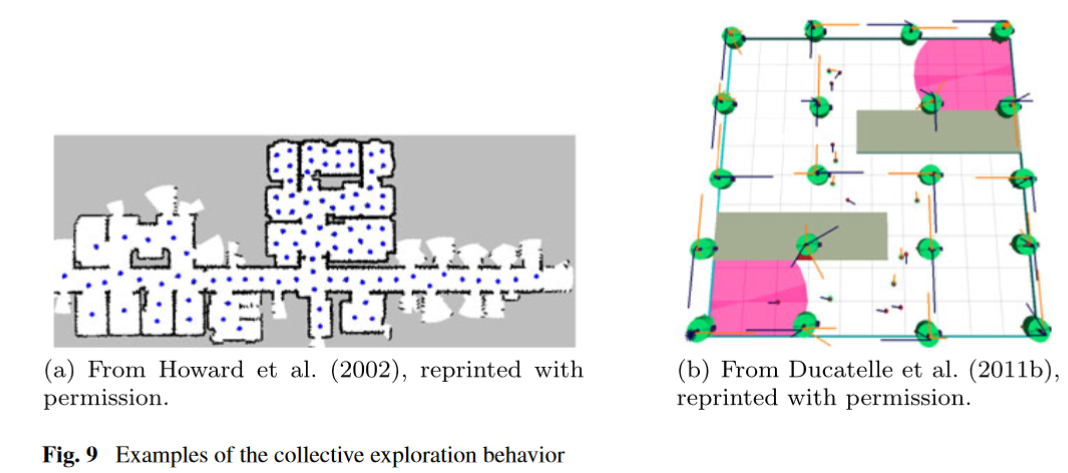 (a) From Howard et al. (2002), reprinted with
permission.
(b) From Ducatelle et al. (2011b),
reprinted with permission.
Fig. 9 Examples of the collective exploration behavior